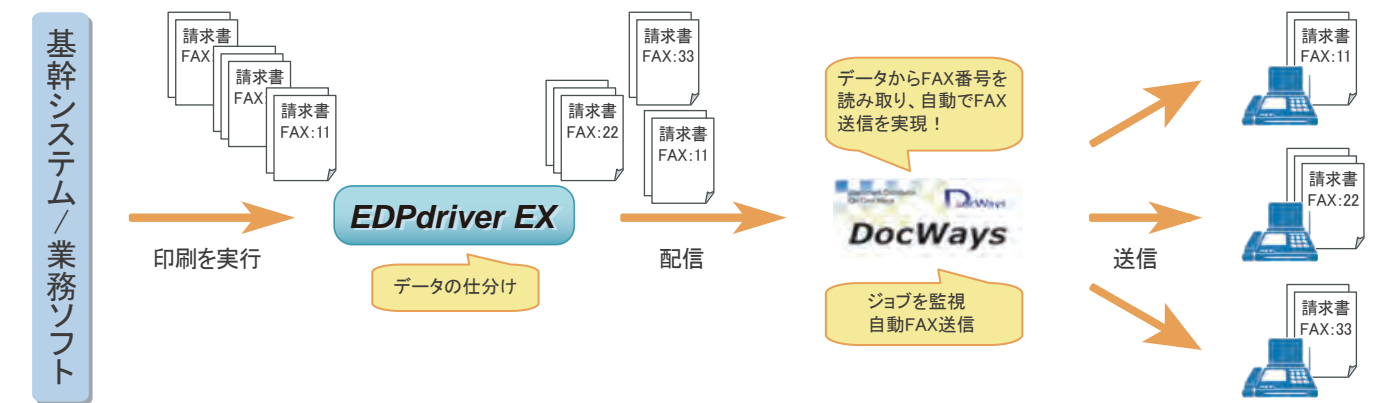 基幹システム/業務ソフト
請求書
FAX:
請求書
FAX:
請求書
FAX:11
印刷を実行
EDPdriver EX
データの仕分け
請求書
FAX:33
請求書
FAX:22
請求書
FAX:11
配信
データからFAX番号を
読み取り、自動でFAX
送信を実現！
DocWays
DocWays
ジョブを監視
自動FAX送信
送信
請求書
FAX:11
請求書
FAX:22
請求書
FAX:33